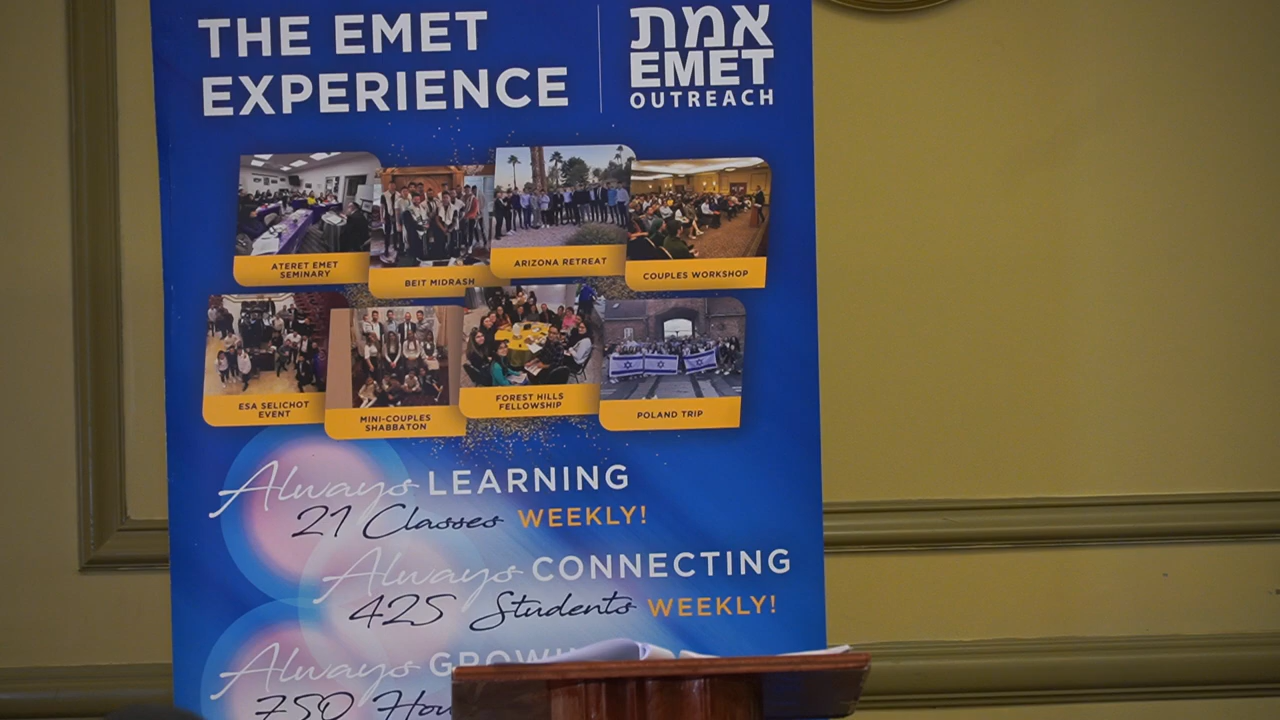 THE EMET
EXPERIENCE
אמת
EMET
OUTREACH
ATERET EMET
SEMINARY
BEIT MIDRASH
ARIZONA RETREAT
COUPLES WORKSHOP
ESA SELICHOT
EVENT
MINI-COUPLES
SHABBATON
FOREST HILLS
FELLOWSHIP
POLAND TRIP
Always LEARNING
21 Classes WEEKLY!
Always CONNECTING
425 Students WEEKLY!
Always
750